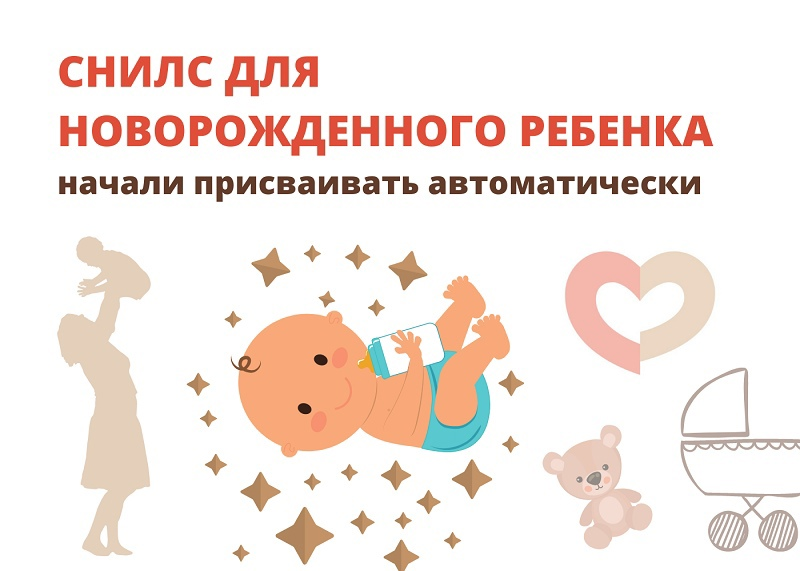 СНИЛС ДЛЯ
НОВОРОЖДЕННОГО РЕБЕНКА
начали присваивать автоматически